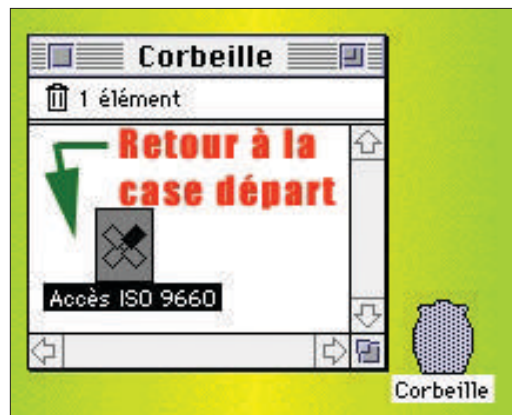 Corbeille
1 élément
Retour à la
case départ
Accès ISO 9660
Corbeille